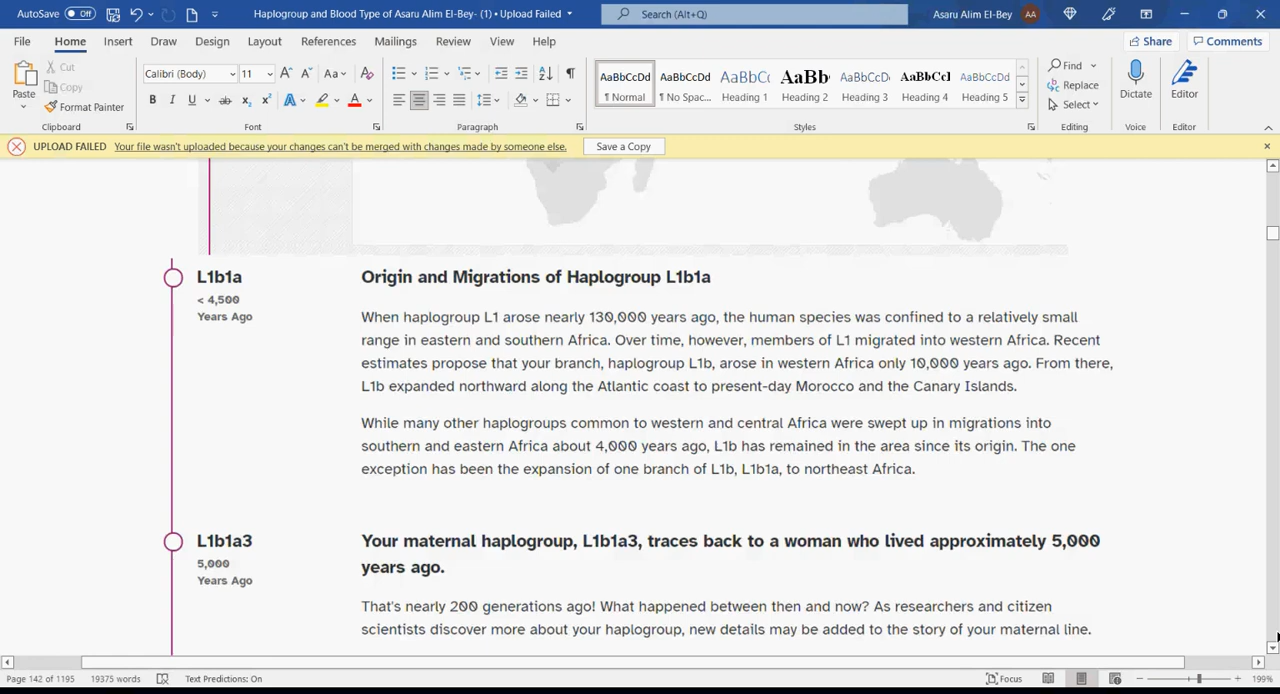 AutoSave Off Haplogroup and Blood Type of Asaru Alim El-Bey- (1) • Upload Failed Search (Alt+Q) Asaru Alim El-Bey AA
File Home Insert Draw Design Layout References Mailings Review View Help Share Comments
Paste Cut Copy Format Painter
Clipboard
Calibri (Body) 11
B I U ab x₂ x² A A
Font
Paragraph
AaBbCcDd ¶ Normal
AaBbCcDd ¶ No Spac...
AaBbCc Heading 1
AaBb Heading 2
AaBbCcDd Heading 3
AaBbCcI Heading 4
AaBbCcDd Heading 5
Styles
Find
Replace
Select
Editing
Dictate
Voice
Editor
Editor
UPLOAD FAILED Your file wasn't uploaded because your changes can't be merged with changes made by someone else. Save a Copy
L1b1a
< 4,500
Years Ago
Origin and Migrations of Haplogroup L1b1a
When haplogroup L1 arose nearly 130,000 years ago, the human species was confined to a relatively small
range in eastern and southern Africa. Over time, however, members of L1 migrated into western Africa. Recent
estimates propose that your branch, haplogroup L1b, arose in western Africa only 10,000 years ago. From there,
L1b expanded northward along the Atlantic coast to present-day Morocco and the Canary Islands.
While many other haplogroups common to western and central Africa were swept up in migrations into
southern and eastern Africa about 4,000 years ago, L1b has remained in the area since its origin. The one
exception has been the expansion of one branch of L1b, L1b1a, to northeast Africa.
L1b1a3
5,000
Years Ago
Your maternal haplogroup, L1b1a3, traces back to a woman who lived approximately 5,000
years ago.
That's nearly 200 generations ago! What happened between then and now? As researchers and citizen
scientists discover more about your haplogroup, new details may be added to the story of your maternal line.
Page 142 of 1195 19375 words Text Predictions: On Focus 199%